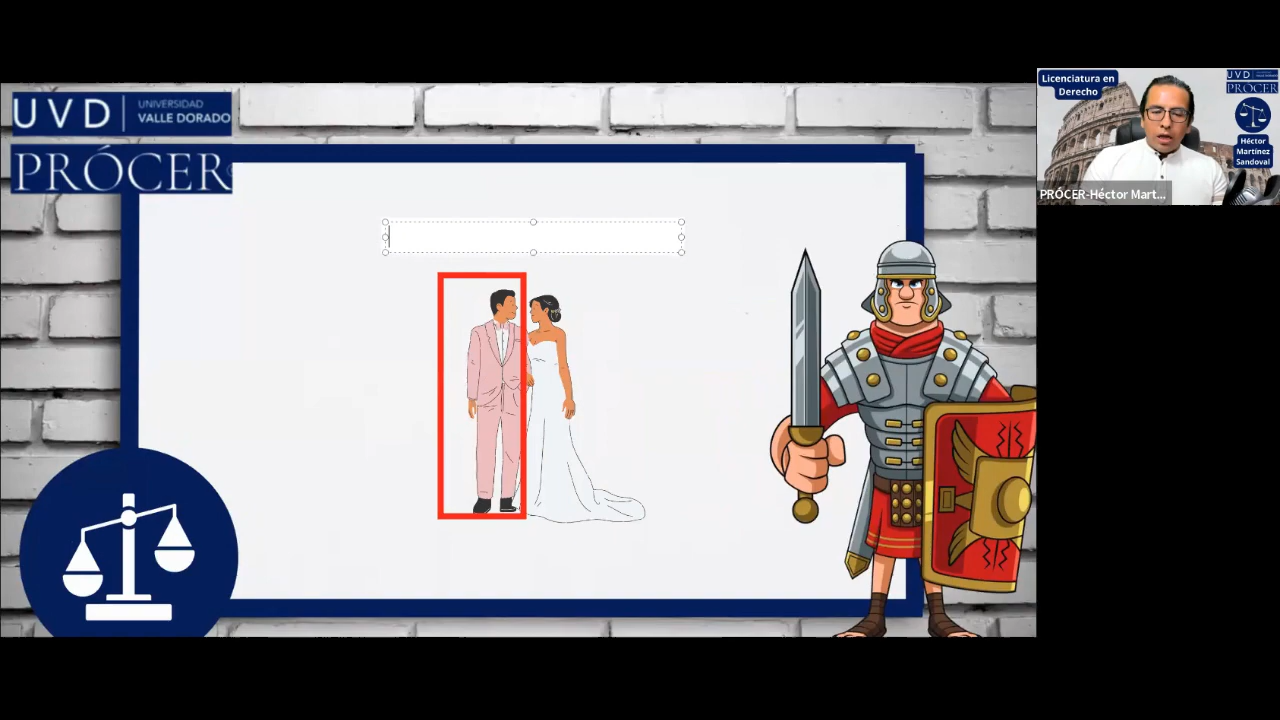 UVD
UNIVERSIDAD
VALLE DORADO
PRÓCER
Licenciatura en
Derecho
UVD
PRÓCER
Héctor
Martínez
Sandoval
PRÓCER-Héctor Mart...